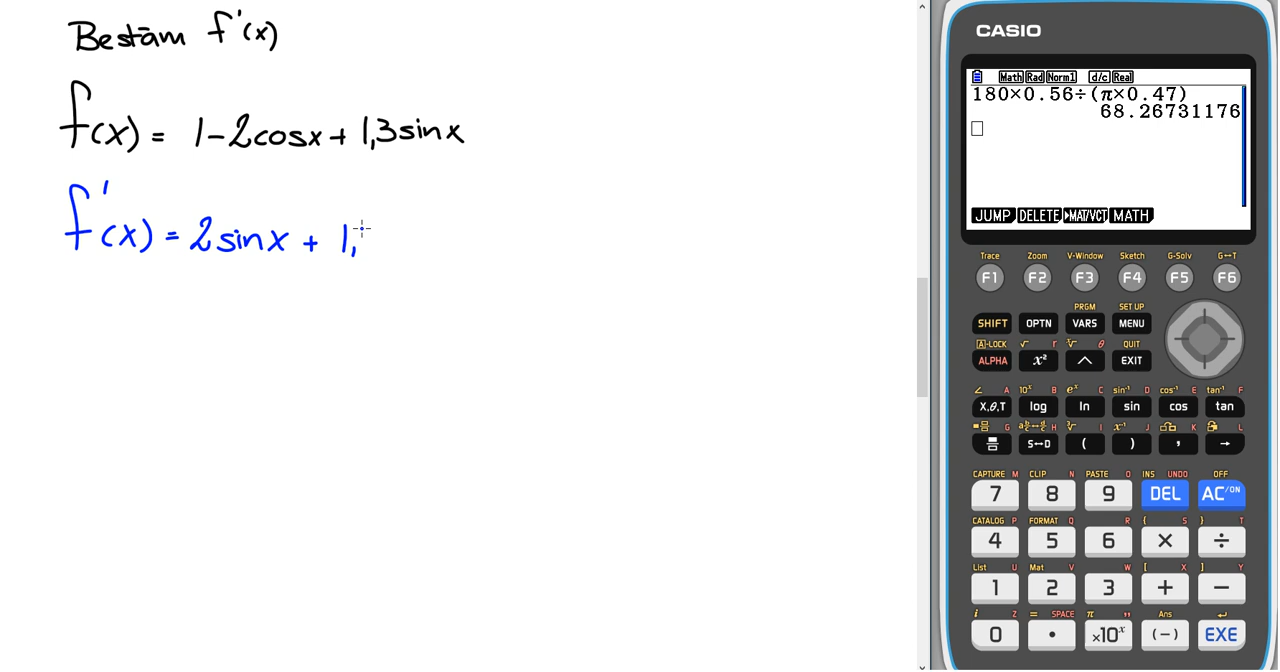 Bestäm f'(x)
f(x) = 1-2cosx + 1,3sinx
f'(x) = 2sinx + 1,
CASIO
Math Rad Norm1 d/c Real
180×0.56÷(π×0.47)
68.26731176
JUMP DELETE ▶MAT/VCT MATH
Trace Zoom V-Window Sketch G-Solv G↔T
F1 F2 F3 F4 F5 F6
PRGM SET UP
SHIFT OPTN VARS MENU
A-LOCK √ r ˣ√ θ QUIT
ALPHA x² ^ EXIT
∠ A 10ˣ B eˣ C sin⁻¹ D cos⁻¹ E tan⁻¹ F
X,θ,T log ln sin cos tan
G H ³√ I x⁻¹ J K L
S↔D ( ) , →
CAPTURE M CLIP N PASTE O INS UNDO OFF
7 8 9 DEL AC/ON
CATALOG P FORMAT Q R { S } T
4 5 6 × ÷
List U Mat V W [ X ] Y
1 2 3 + −
i Z = SPACE π " Ans ↵
0 • ×10ˣ (−) EXE